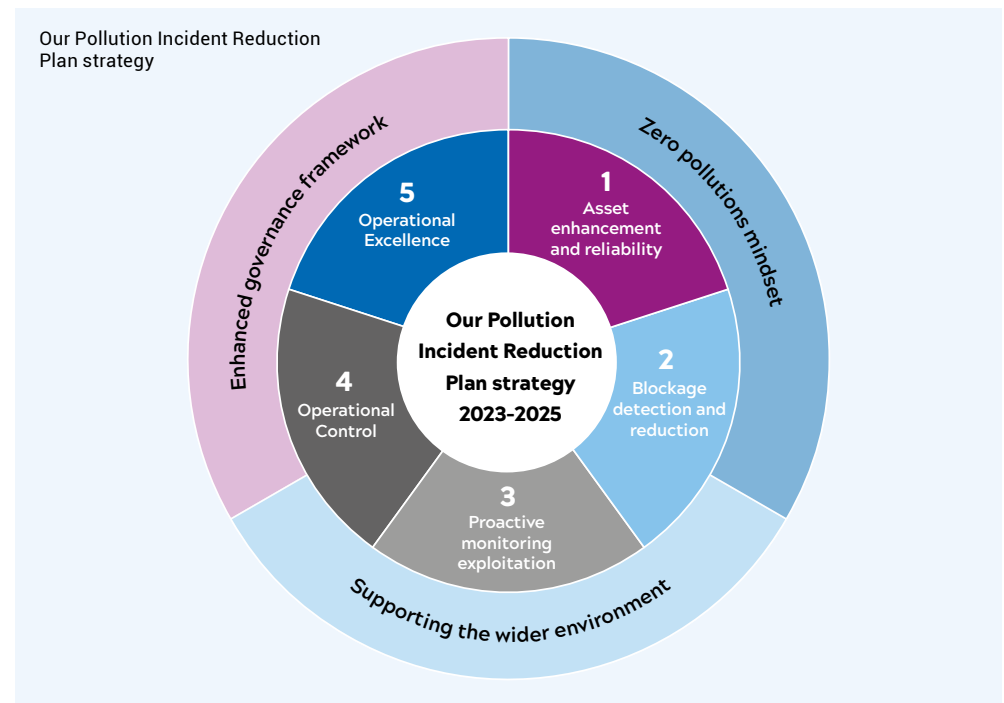 Our Pollution Incident Reduction
Plan strategy
Enhanced governance framework
Zero pollutions mindset
5
Operational
Excellence
1
Asset
enhancement
and reliability
Our Pollution
Incident Reduction
Plan strategy
2023-2025
4
Operational
Control
2
Blockage
detection and
reduction
3
Proactive
monitoring
exploitation
Supporting the wider environment